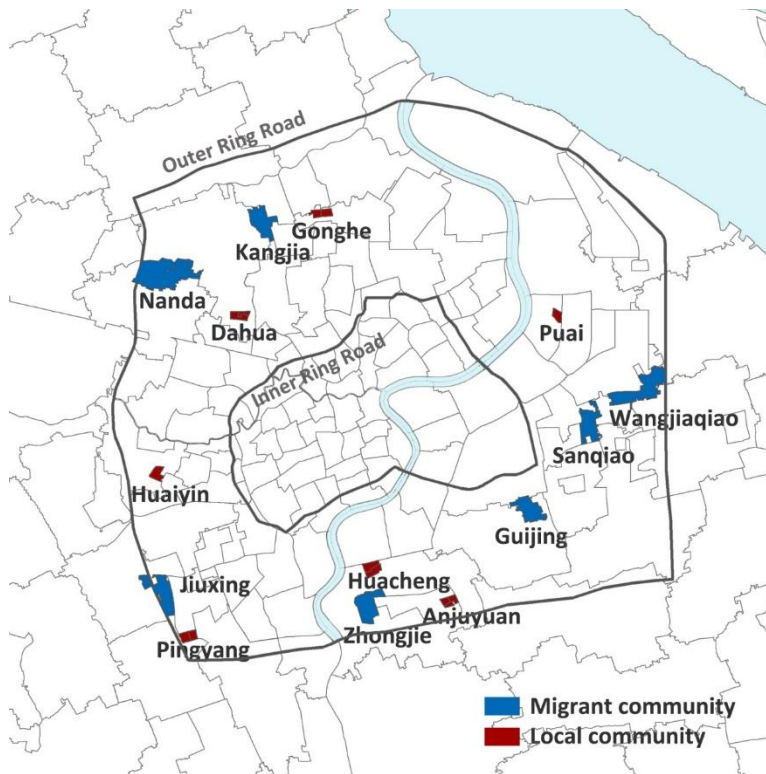 Outer Ring Road
Gonghe
Kangjia
Nanda
Dahua
Puai
Inner Ring Road
Wangjiaqiao
Sanqiao
Huaiyin
Guijing
Jiuxing
Huacheng
Anjuyuan
Zhongjie
Pingyang
Migrant community
Local community